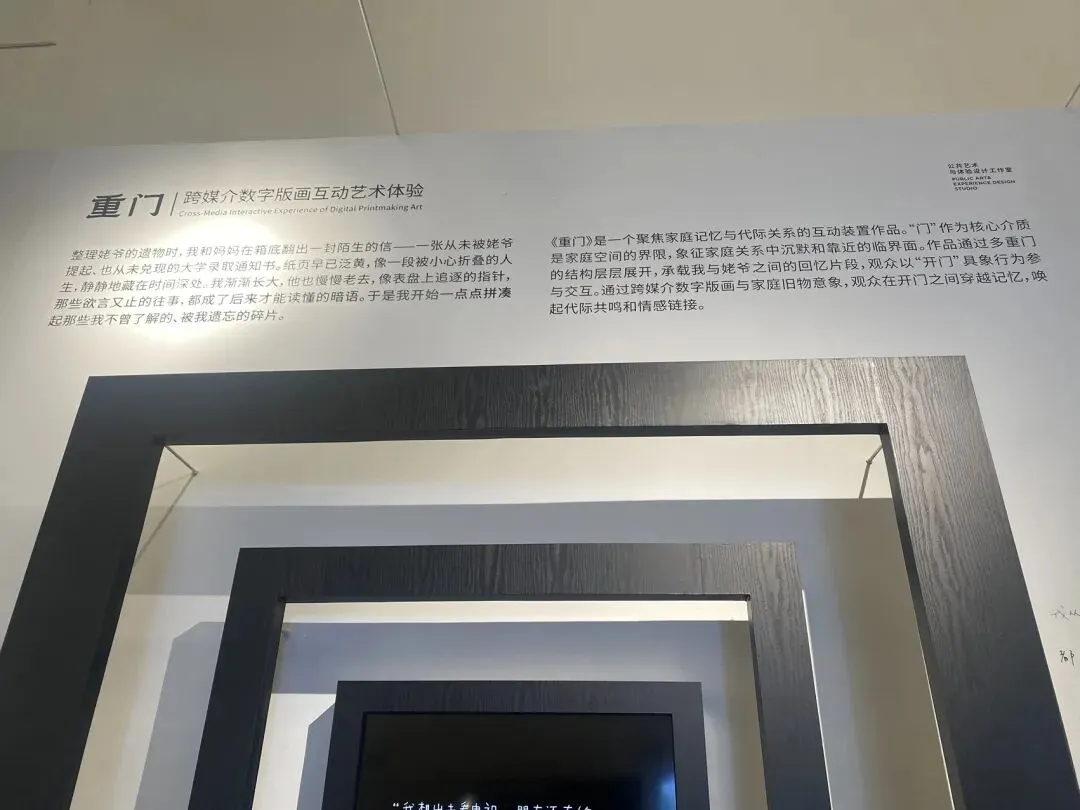 重门
跨媒介数字版画互动艺术体验
Cross-Media Interactive Experience of Digital Printmaking Art
公共艺术
与体验设计工作室
PUBLIC ART&
EXPERIENCE DESIGN
STUDIO
整理姥爷的遗物时，我和妈妈在箱底翻出一封陌生的信——一张从未被姥爷
提起、也从未兑现的大学录取通知书。纸页早已泛黄，像一段被小心折叠的人
生，静静地藏在时间深处。我渐渐长大，他也慢慢老去，像表盘上追逐的指针，
那些欲言又止的往事，都成了后来才能读懂的暗语。于是我开始一点点拼凑
起那些我不曾了解的、被我遗忘的碎片。
《重门》是一个聚焦家庭记忆与代际关系的互动装置作品。“门”作为核心介质
是家庭空间的界限，象征家庭关系中沉默和靠近的临界面。作品通过多重门
的结构层层展开，承载我与姥爷之间的回忆片段，观众以“开门”具象行为参
与交互。通过跨媒介数字版画与家庭旧物意象，观众在开门之间穿越记忆，唤
起代际共鸣和情感链接。
都
“我想出去看电视